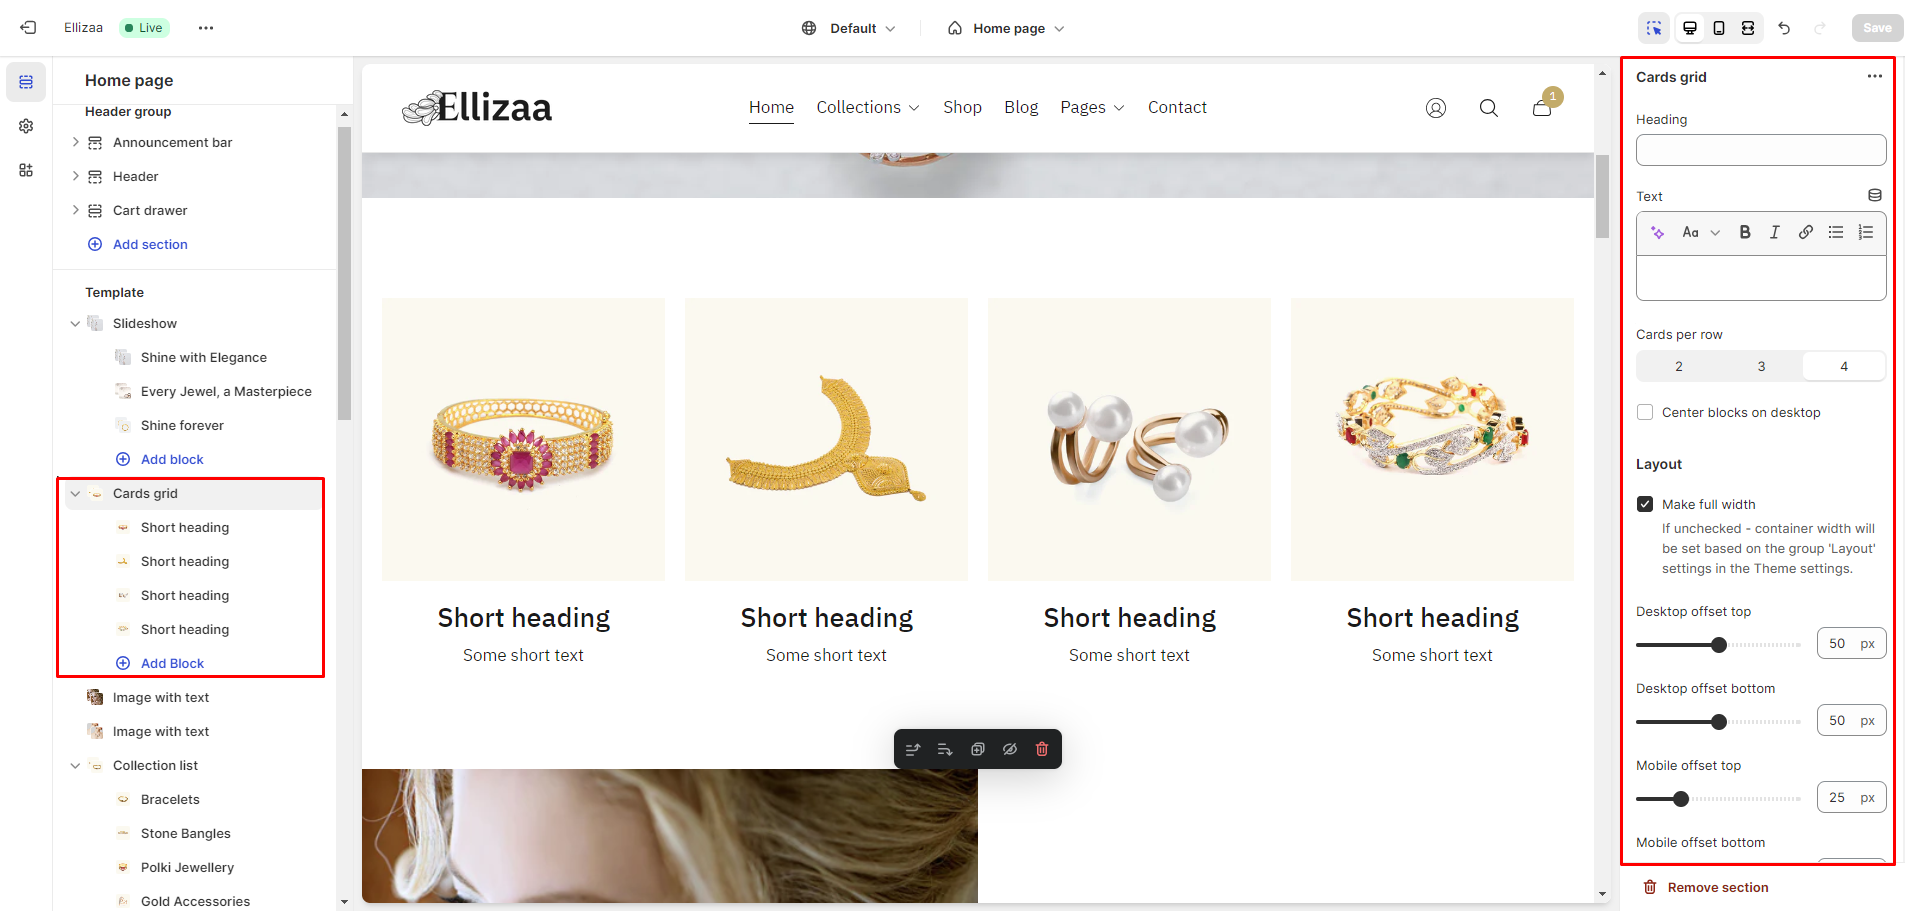 Ellizaa
Live
Default
Home page
Save
Home page
Header group
Announcement bar
Header
Cart drawer
Add section
Template
Slideshow
Shine with Elegance
Every Jewel, a Masterpiece
Shine forever
Add block
Cards grid
Short heading
Short heading
Short heading
Short heading
Add Block
Image with text
Image with text
Collection list
Bracelets
Stone Bangles
Polki Jewellery
Gold Accessories
Ellizaa
Home
Collections
Shop
Blog
Pages
Contact
1
Short heading
Some short text
Short heading
Some short text
Short heading
Some short text
Short heading
Some short text
Cards grid
Heading
Text
Aa
B
I
Cards per row
2
3
4
Center blocks on desktop
Layout
Make full width
If unchecked - container width will
be set based on the group 'Layout'
settings in the Theme settings.
Desktop offset top
50 px
Desktop offset bottom
50 px
Mobile offset top
25 px
Mobile offset bottom
Remove section